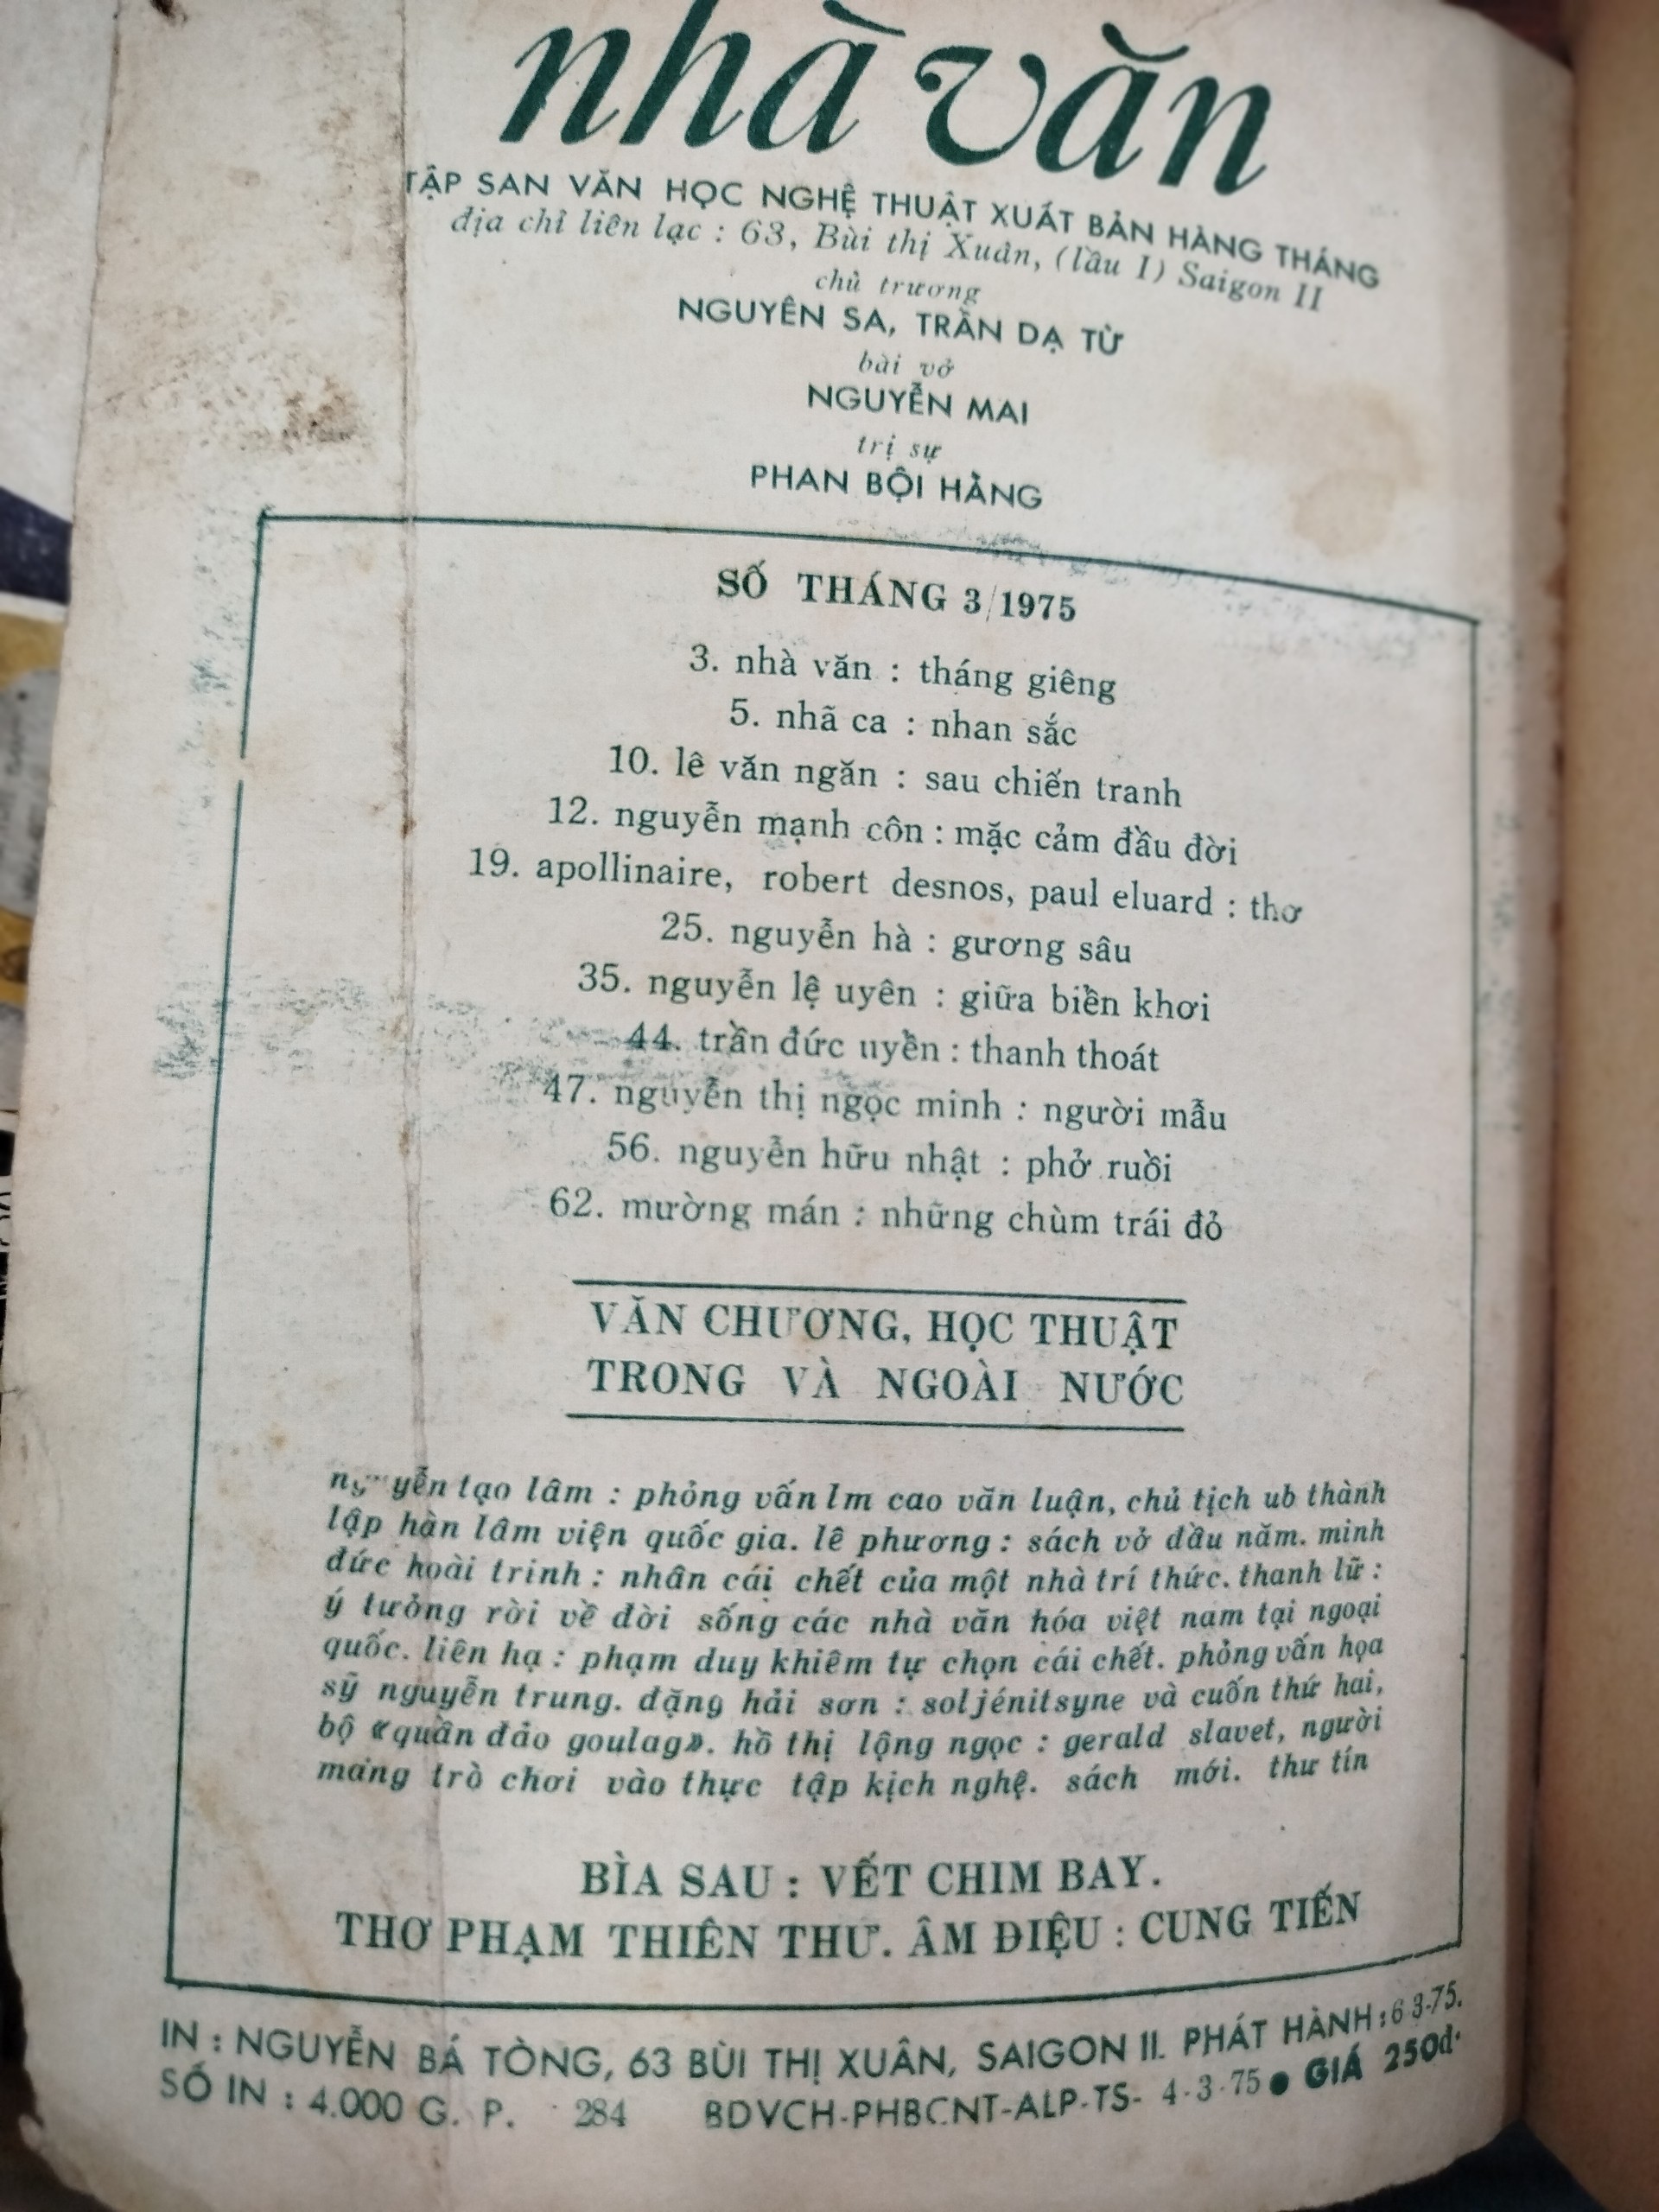 nhà văn
TẬP SAN VĂN HỌC NGHỆ THUẬT XUẤT BẢN HÀNG THÁNG
địa chỉ liên lạc : 63, Bùi thị Xuân, (lầu I) Saigon II
chủ trương
NGUYÊN SA, TRẦN DẠ TỪ
bài vở
NGUYỄN MAI
trị sự
PHAN BỘI HẰNG
SỐ THÁNG 3/1975
3. nhà văn : tháng giêng
5. nhã ca : nhan sắc
10. lê văn ngăn : sau chiến tranh
12. nguyễn mạnh côn : mặc cảm đầu đời
19. apollinaire, robert desnos, paul eluard : thơ
25. nguyễn hà : gương sâu
35. nguyễn lệ uyên : giữa biển khơi
44. trần đức uyển : thanh thoát
47. nguyễn thị ngọc minh : người mẫu
56. nguyễn hữu nhật : phở ruồi
62. mường mán : những chùm trái đỏ
VĂN CHƯƠNG, HỌC THUẬT
TRONG VÀ NGOÀI NƯỚC
nguyễn tạo lâm : phỏng vấn lm cao văn luận, chủ tịch ub thành
lập hàn lâm viện quốc gia. lê phương : sách vở đầu năm. minh
đức hoài trinh : nhân cái chết của một nhà trí thức. thanh lữ :
ý tưởng rời về đời sống các nhà văn hóa việt nam tại ngoại
quốc. liên hạ : phạm duy khiêm tự chọn cái chết. phỏng vấn họa
sỹ nguyễn trung. đặng hải sơn : soljénitsyne và cuốn thứ hai,
bộ «quần đảo goulag». hồ thị lộng ngọc : gerald slavet, người
mang trò chơi vào thực tập kịch nghệ. sách mới. thư tín
BÌA SAU : VẾT CHIM BAY.
THƠ PHẠM THIÊN THƯ. ÂM ĐIỆU : CUNG TIẾN
IN : NGUYỄN BÁ TÒNG, 63 BÙI THỊ XUÂN, SAIGON II. PHÁT HÀNH : 6 3-75.
SỐ IN : 4.000 G. P. 284 BDVCH-PHBCNT-ALP-TS- 4-3-75 ● GIÁ 250đ.